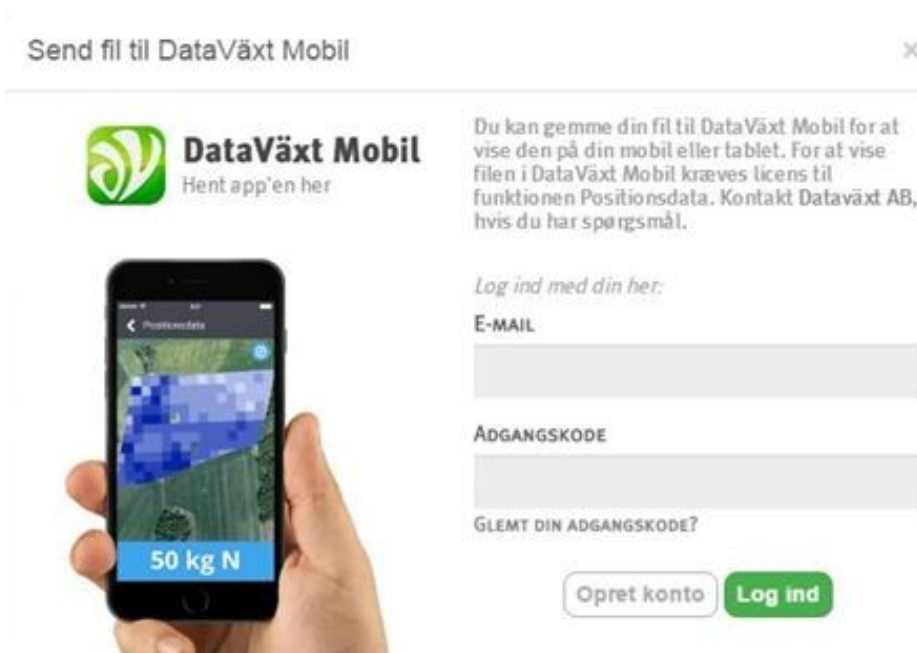 Send fil til DataVäxt Mobil
×
DataVäxt Mobil
Hent app'en her
Positionsdata
50 kg N
Du kan gemme din fil til DataVäxt Mobil for at
vise den på din mobil eller tablet. For at vise
filen i DataVäxt Mobil kræves licens til
funktionen Positionsdata. Kontakt Dataväxt AB,
hvis du har spørgsmål.
Log ind med din her:
E-MAIL
ADGANGSKODE
GLEMT DIN ADGANGSKODE?
Opret konto
Log ind